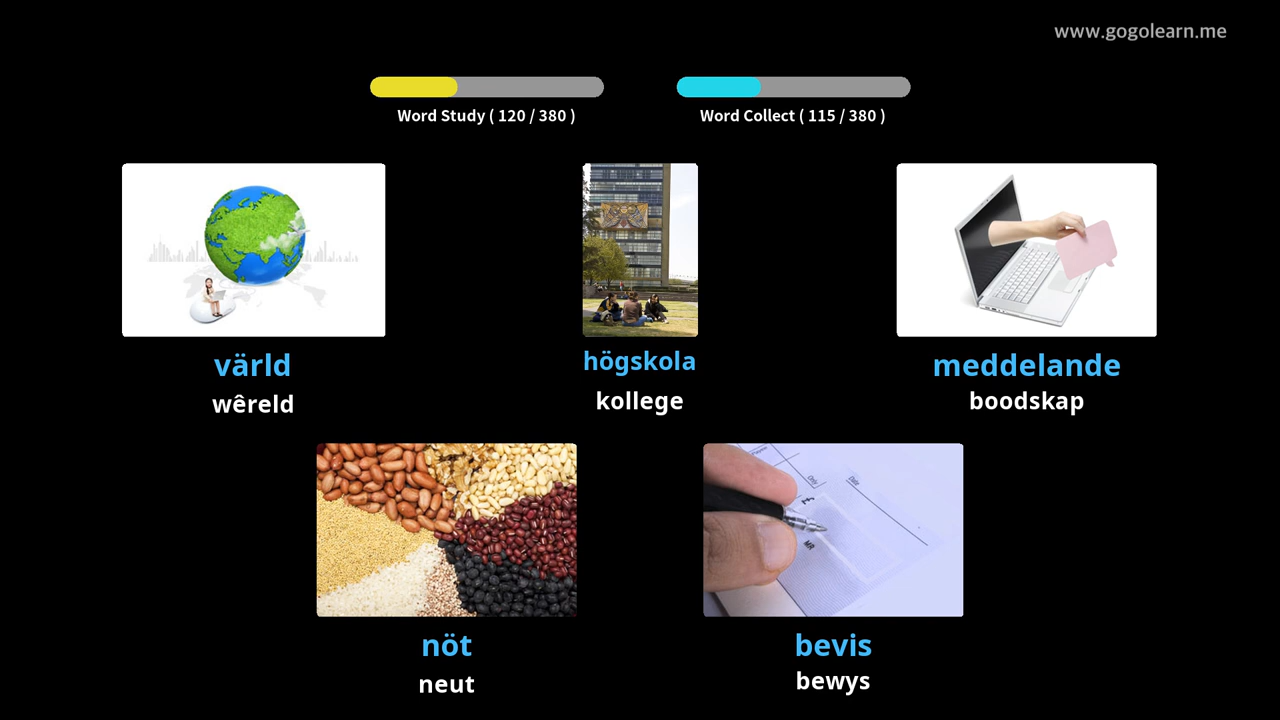 www.gogolearn.me
Word Study ( 120 / 380 )
Word Collect ( 115 / 380 )
värld
wêreld
högskola
kollege
meddelande
boodskap
nöt
neut
bevis
bewys